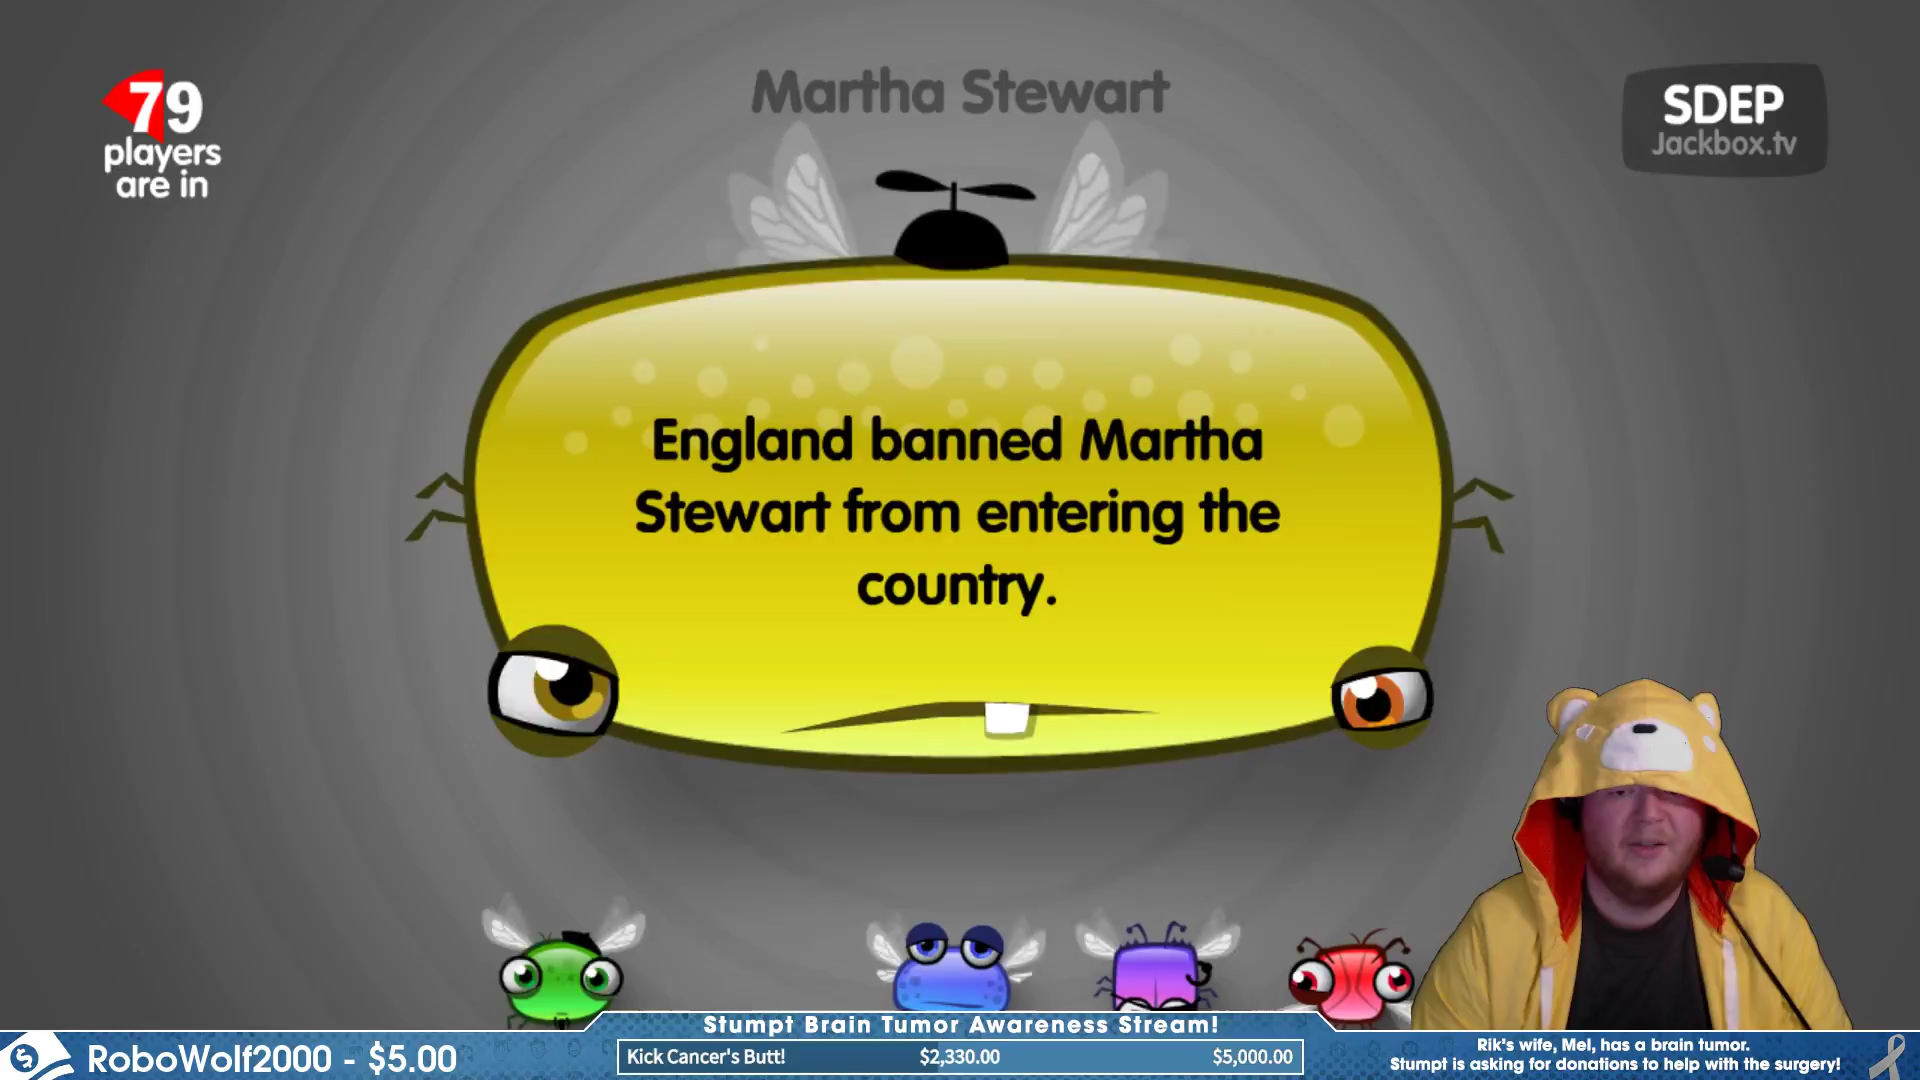 79
players
are in
Martha Stewart
SDEP
Jackbox.tv
England banned Martha
Stewart from entering the
country.
Stumpt Brain Tumor Awareness Stream!
RoboWolf2000 - $5.00
Kick Cancer's Butt! $2,330.00 $5,000.00
Rik's wife, Mel, has a brain tumor.
Stumpt is asking for donations to help with the surgery!